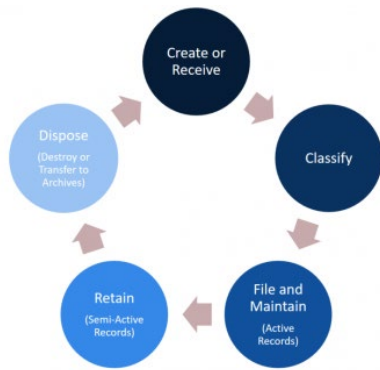 Create or
Receive
Classify
File and
Maintain
(Active
Records)
Retain
(Semi-Active
Records)
Dispose
(Destroy or
Transfer to
Archives)